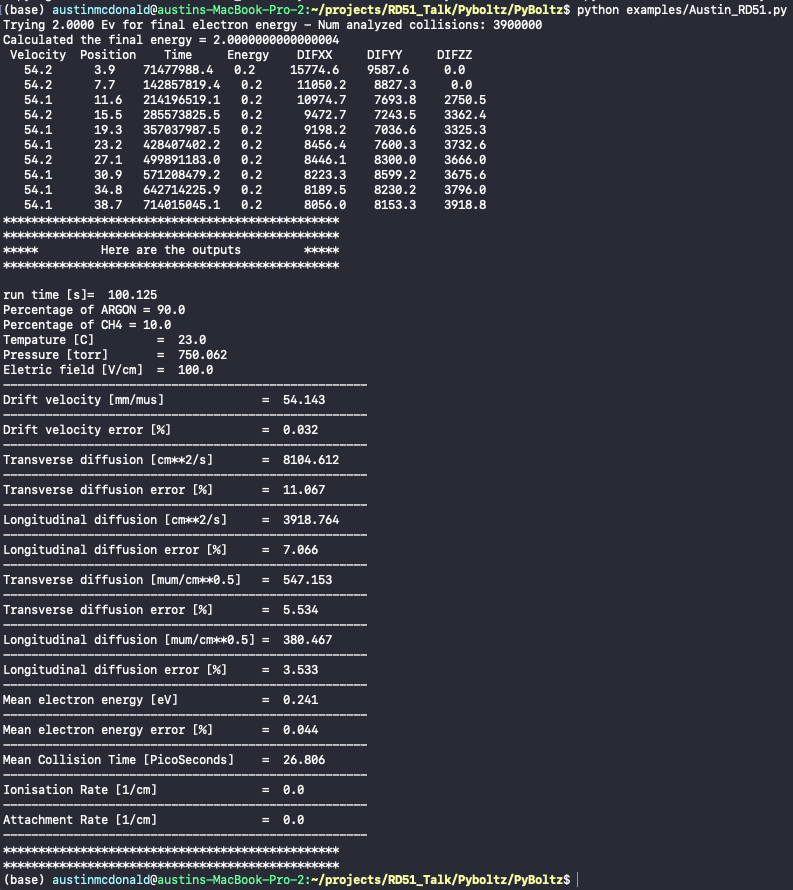 (base) austinmcdonald@austins-MacBook-Pro-2:~/projects/RD51_Talk/Pyboltz/PyBoltz$ python examples/Austin_RD51.py
Trying 2.0000 Ev for final electron energy - Num analyzed collisions: 3900000
Calculated the final energy = 2.0000000000000004
Velocity Position Time Energy DIFXX DIFYY DIFZZ
54.2 3.9 71477988.4 0.2 15774.6 9587.6 0.0
54.2 7.7 142857819.4 0.2 11050.2 8827.3 0.0
54.1 11.6 214196519.1 0.2 10974.7 7693.8 2750.5
54.2 15.5 285573825.5 0.2 9472.7 7243.5 3362.4
54.1 19.3 357037987.5 0.2 9198.2 7036.6 3325.3
54.1 23.2 428407402.2 0.2 8456.4 7600.3 3732.6
54.2 27.1 499891183.0 0.2 8446.1 8300.0 3666.0
54.1 30.9 571208479.2 0.2 8223.3 8599.2 3675.6
54.1 34.8 642714225.9 0.2 8189.5 8230.2 3796.0
54.1 38.7 714015045.1 0.2 8056.0 8153.3 3918.8
************************************************
************************************************
***** Here are the outputs *****
************************************************
run time [s]= 100.125
Percentage of ARGON = 90.0
Percentage of CH4 = 10.0
Tempature [C] = 23.0
Pressure [torr] = 750.062
Eletric field [V/cm] = 100.0
----------------------------------------------------
Drift velocity [mm/mus] = 54.143
----------------------------------------------------
Drift velocity error [%] = 0.032
----------------------------------------------------
Transverse diffusion [cm**2/s] = 8104.612
----------------------------------------------------
Transverse diffusion error [%] = 11.067
----------------------------------------------------
Longitudinal diffusion [cm**2/s] = 3918.764
----------------------------------------------------
Longitudinal diffusion error [%] = 7.066
----------------------------------------------------
Transverse diffusion [mum/cm**0.5] = 547.153
----------------------------------------------------
Transverse diffusion error [%] = 5.534
----------------------------------------------------
Longitudinal diffusion [mum/cm**0.5] = 380.467
----------------------------------------------------
Longitudinal diffusion error [%] = 3.533
----------------------------------------------------
Mean electron energy [eV] = 0.241
----------------------------------------------------
Mean electron energy error [%] = 0.044
----------------------------------------------------
Mean Collision Time [PicoSeconds] = 26.806
----------------------------------------------------
Ionisation Rate [1/cm] = 0.0
----------------------------------------------------
Attachment Rate [1/cm] = 0.0
----------------------------------------------------
************************************************
************************************************
(base) austinmcdonald@austins-MacBook-Pro-2:~/projects/RD51_Talk/Pyboltz/PyBoltz$